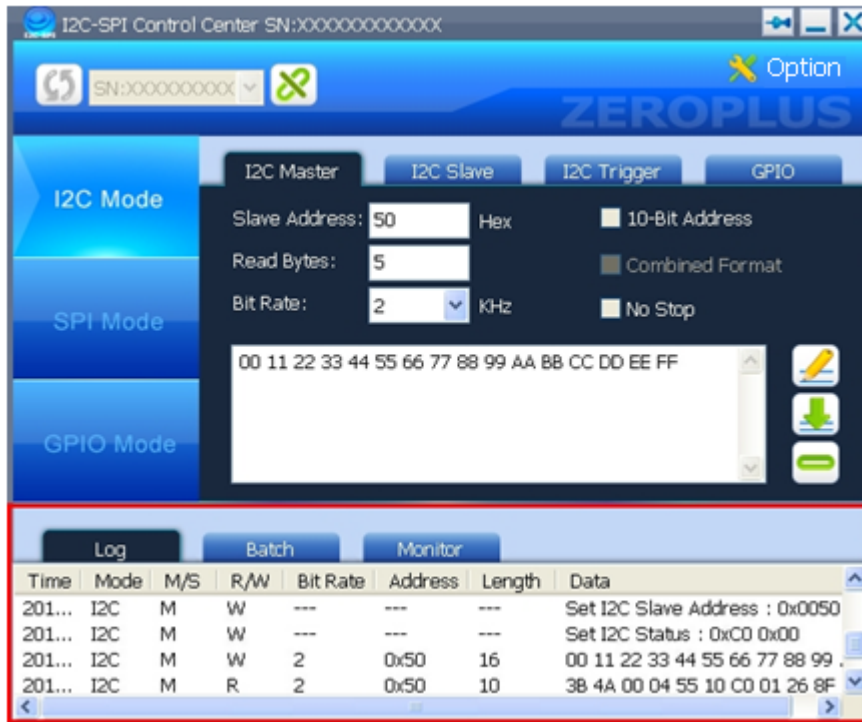 I2C-SPI Control Center SN:XXXXXXXXXXXX
SN:XXXXXXXXX
Option
ZEROPLUS
I2C Mode
SPI Mode
GPIO Mode
I2C Master I2C Slave I2C Trigger GPIO
Slave Address: 50 Hex 10-Bit Address
Read Bytes: 5 Combined Format
Bit Rate: 2 KHz No Stop
00 11 22 33 44 55 66 77 88 99 AA BB CC DD EE FF
Log Batch Monitor
Time Mode M/S R/W Bit Rate Address Length Data
201... I2C M W --- --- --- Set I2C Slave Address : 0x0050
201... I2C M W --- --- --- Set I2C Status : 0xC0 0x00
201... I2C M W 2 0x50 16 00 11 22 33 44 55 66 77 88 99 .
201... I2C M R 2 0x50 10 3B 4A 00 04 55 10 C0 01 26 8F